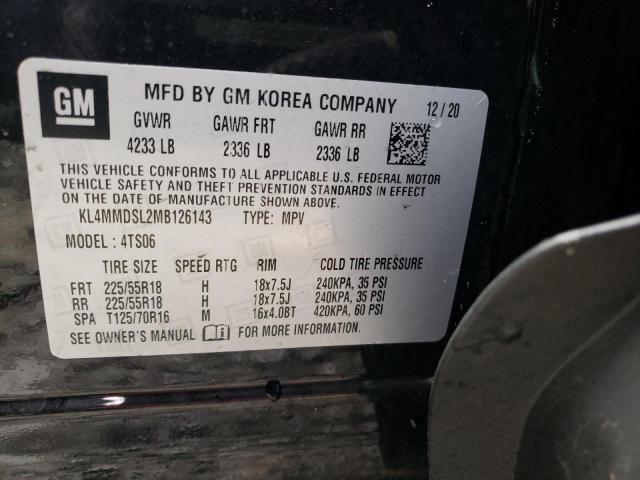 GM
MFD BY GM KOREA COMPANY 12 / 20
GVWR GAWR FRT GAWR RR
4233 LB 2336 LB 2336 LB
THIS VEHICLE CONFORMS TO ALL APPLICABLE U.S. FEDERAL MOTOR
VEHICLE SAFETY AND THEFT PREVENTION STANDARDS IN EFFECT
ON THE DATE OF MANUFACTURE SHOWN ABOVE.
KL4MMDSL2MB126143 TYPE: MPV
MODEL : 4TS06
TIRE SIZE SPEED RTG RIM COLD TIRE PRESSURE
FRT 225/55R18 H 18x7.5J 240KPA, 35 PSI
RR 225/55R18 H 18x7.5J 240KPA, 35 PSI
SPA T125/70R16 M 16x4.0BT 420KPA, 60 PSI
SEE OWNER'S MANUAL FOR MORE INFORMATION.